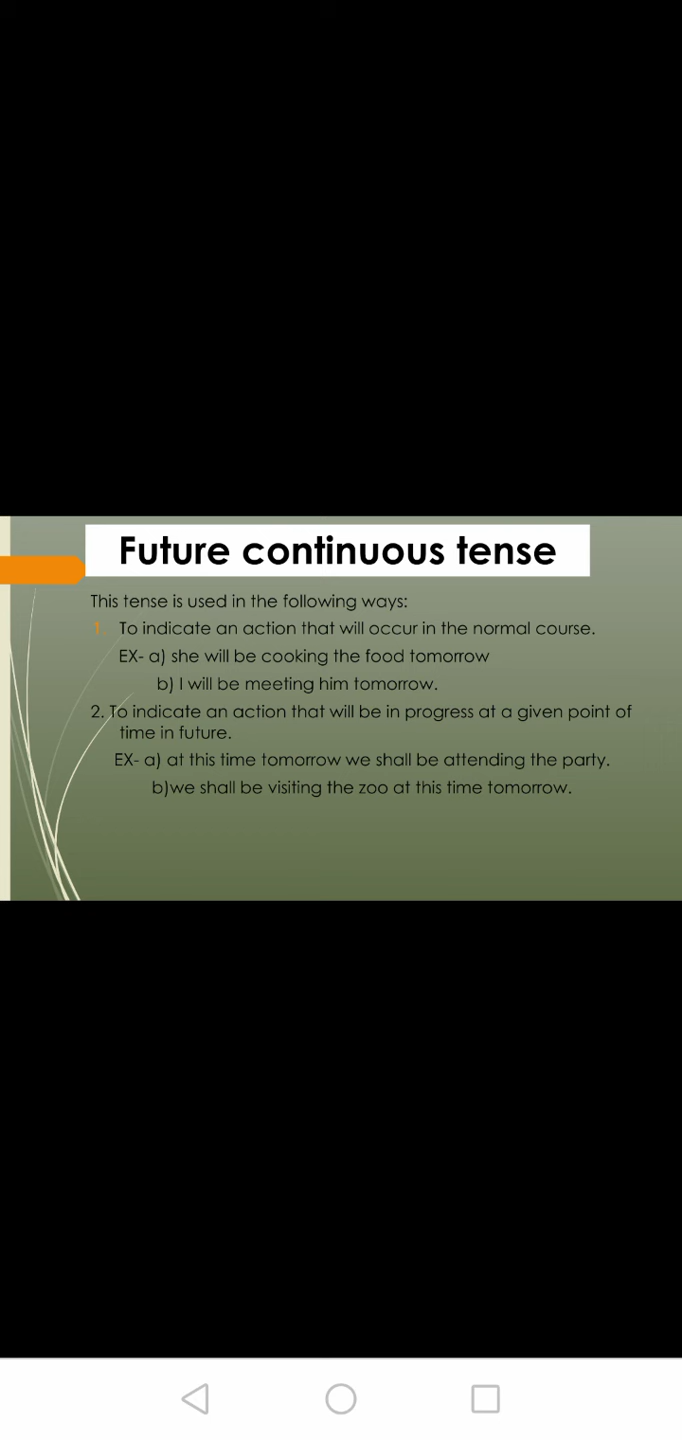 Future continuous tense
This tense is used in the following ways:
1. To indicate an action that will occur in the normal course.
EX- a) she will be cooking the food tomorrow
b) I will be meeting him tomorrow.
2. To indicate an action that will be in progress at a given point of
time in future.
EX- a) at this time tomorrow we shall be attending the party.
b)we shall be visiting the zoo at this time tomorrow.